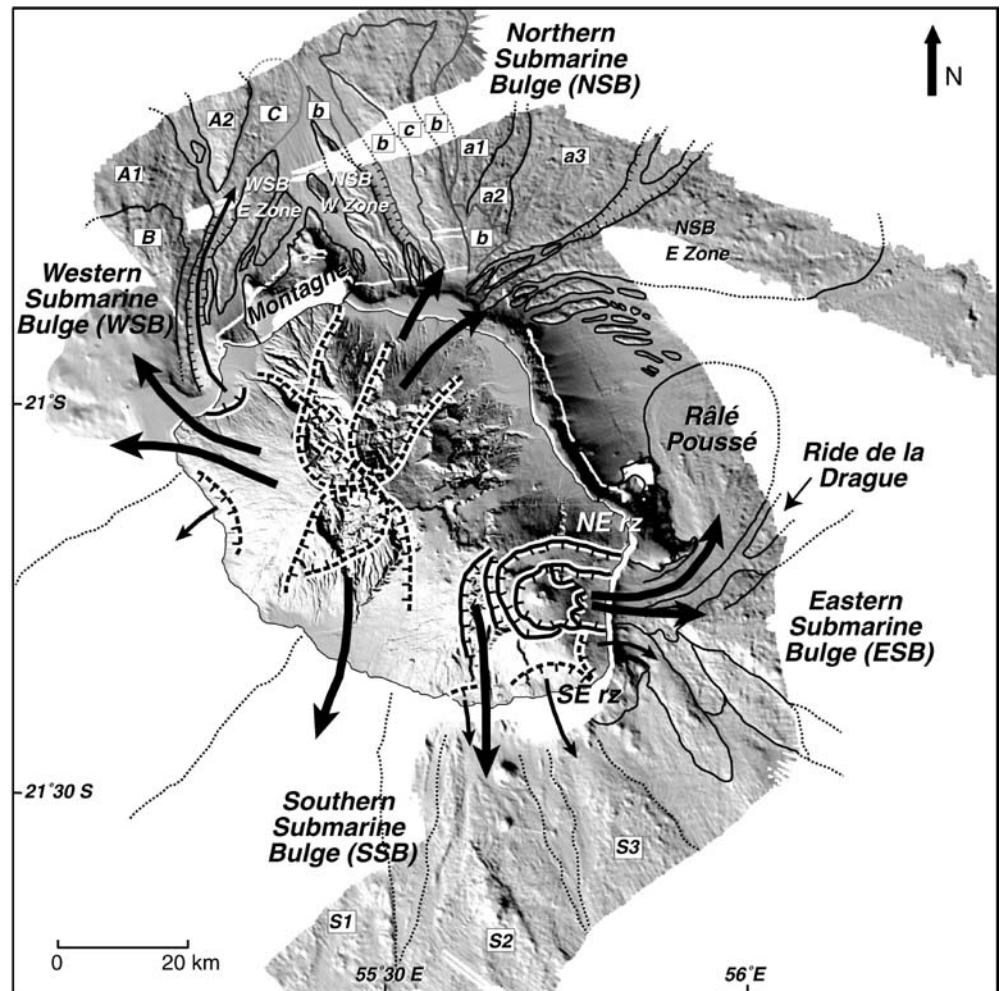 Northern
Submarine
Bulge (NSB)
N
A2
C
b
b
c
b
a1
a3
A1
a2
WSB
E Zone
NSB
W Zone
B
b
NSB
E Zone
Western
Submarine
Bulge (WSB)
Montagne
21°S
Râlé
Poussé
Ride de la
Drague
NE rz
Eastern
Submarine
Bulge (ESB)
SE rz
21°30 S
Southern
Submarine
Bulge (SSB)
S3
S1
S2
0
20 km
55°30 E
56°E